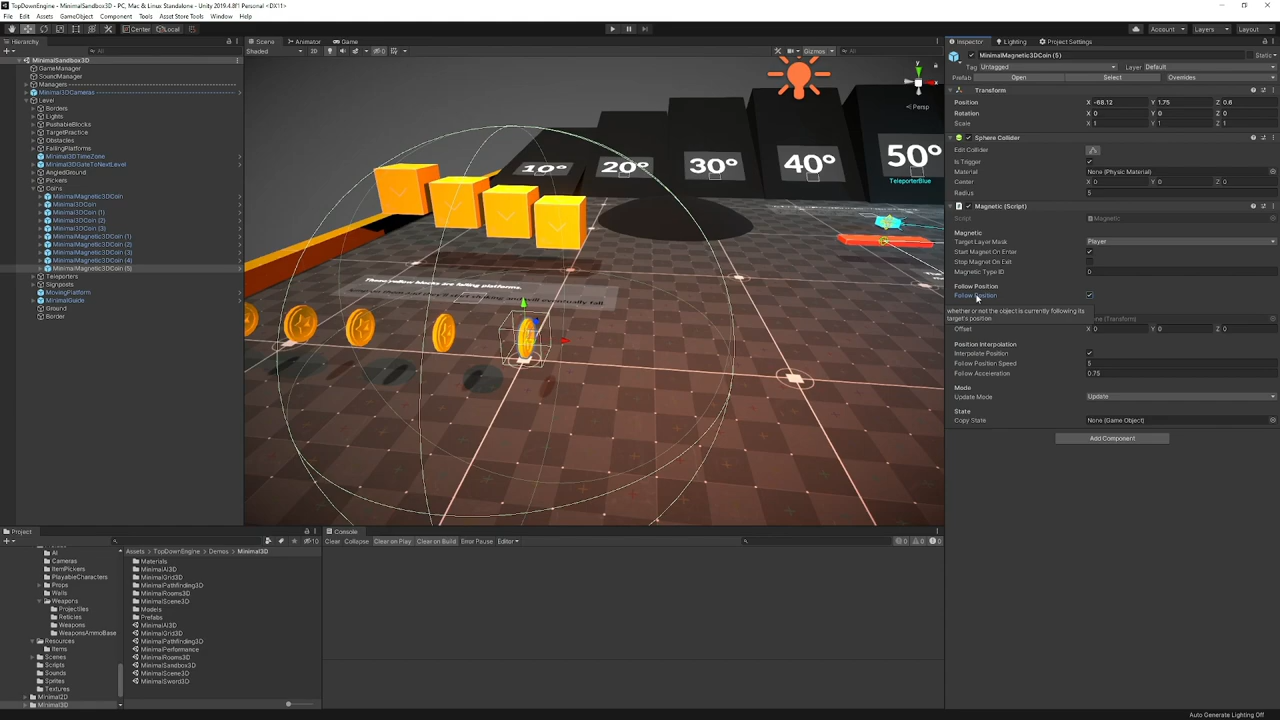 TopDownEngine - MinimalSandbox3D - PC, Mac & Linux Standalone - Unity 2019.4.8f1 Personal <DX11>
File Edit Assets GameObject Component Tools Asset Store Tools Window Help
Center Local Account Layers Layout
Hierarchy
All
MinimalSandbox3D
GameManager
SoundManager
Managers
Minimal3DCameras
Level
Borders
Lights
PushableBlocks
TargetPractice
Obstacles
FallingPlatforms
Minimal3DTimeZone
Minimal3DGateToNextLevel
AngledGround
Pickers
Coins
MinimalMagnetic3DCoin
Minimal3DCoin
Minimal3DCoin (1)
Minimal3DCoin (2)
Minimal3DCoin (3)
MinimalMagnetic3DCoin (1)
MinimalMagnetic3DCoin (2)
MinimalMagnetic3DCoin (3)
MinimalMagnetic3DCoin (4)
MinimalMagnetic3DCoin (5)
Teleporters
Signposts
MovingPlatform
MinimalGuide
Ground
Border
Scene Animator Game
Shaded 2D 0 Gizmos All
y
x
Persp
10° 20° 30° 40° 50°
TeleporterBlue
These yellow blocks are falling platforms.
Inspector Lighting Project Settings
MinimalMagnetic3DCoin (5) Static
Tag Untagged Layer Default
Prefab Open Select Overrides
Transform
Position X -68.12 Y 1.75 Z 0.6
Rotation X 0 Y 0 Z 0
Scale X 1 Y 1 Z 1
Sphere Collider
Edit Collider
Is Trigger
Material None (Physic Material)
Center X 0 Y 0 Z 0
Radius 5
Magnetic (Script)
Script Magnetic
Magnetic
Target Layer Mask Player
Start Magnet On Enter
Stop Magnet On Exit
Magnetic Type ID 0
Follow Position
Follow Position
whether or not the object is currently following its
target's position
(Transform)
Offset X 0 Y 0 Z 0
Position Interpolation
Interpolate Position
Follow Position Speed 5
Follow Acceleration 0.75
Mode
Update Mode Update
State
Copy State None (Game Object)
Add Component
Project
10
AI
Cameras
ItemPickers
PlayableCharacters
Props
Walls
Weapons
Projectiles
Reticles
Weapons
WeaponsAmmoBase
Resources
Items
Scenes
Scripts
Sounds
Sprites
Textures
Minimal2D
Minimal3D
Assets > TopDownEngine > Demos > Minimal3D
Materials
MinimalAI3D
MinimalGrid3D
MinimalPathfinding3D
MinimalRooms3D
MinimalScene3D
Models
Prefabs
MinimalAI3D
MinimalGrid3D
MinimalPathfinding3D
MinimalPerformance
MinimalRooms3D
MinimalSandbox3D
MinimalScene3D
MinimalSword3D
Console
Clear Collapse Clear on Play Clear on Build Error Pause Editor 0 0 0
Auto Generate Lighting Off